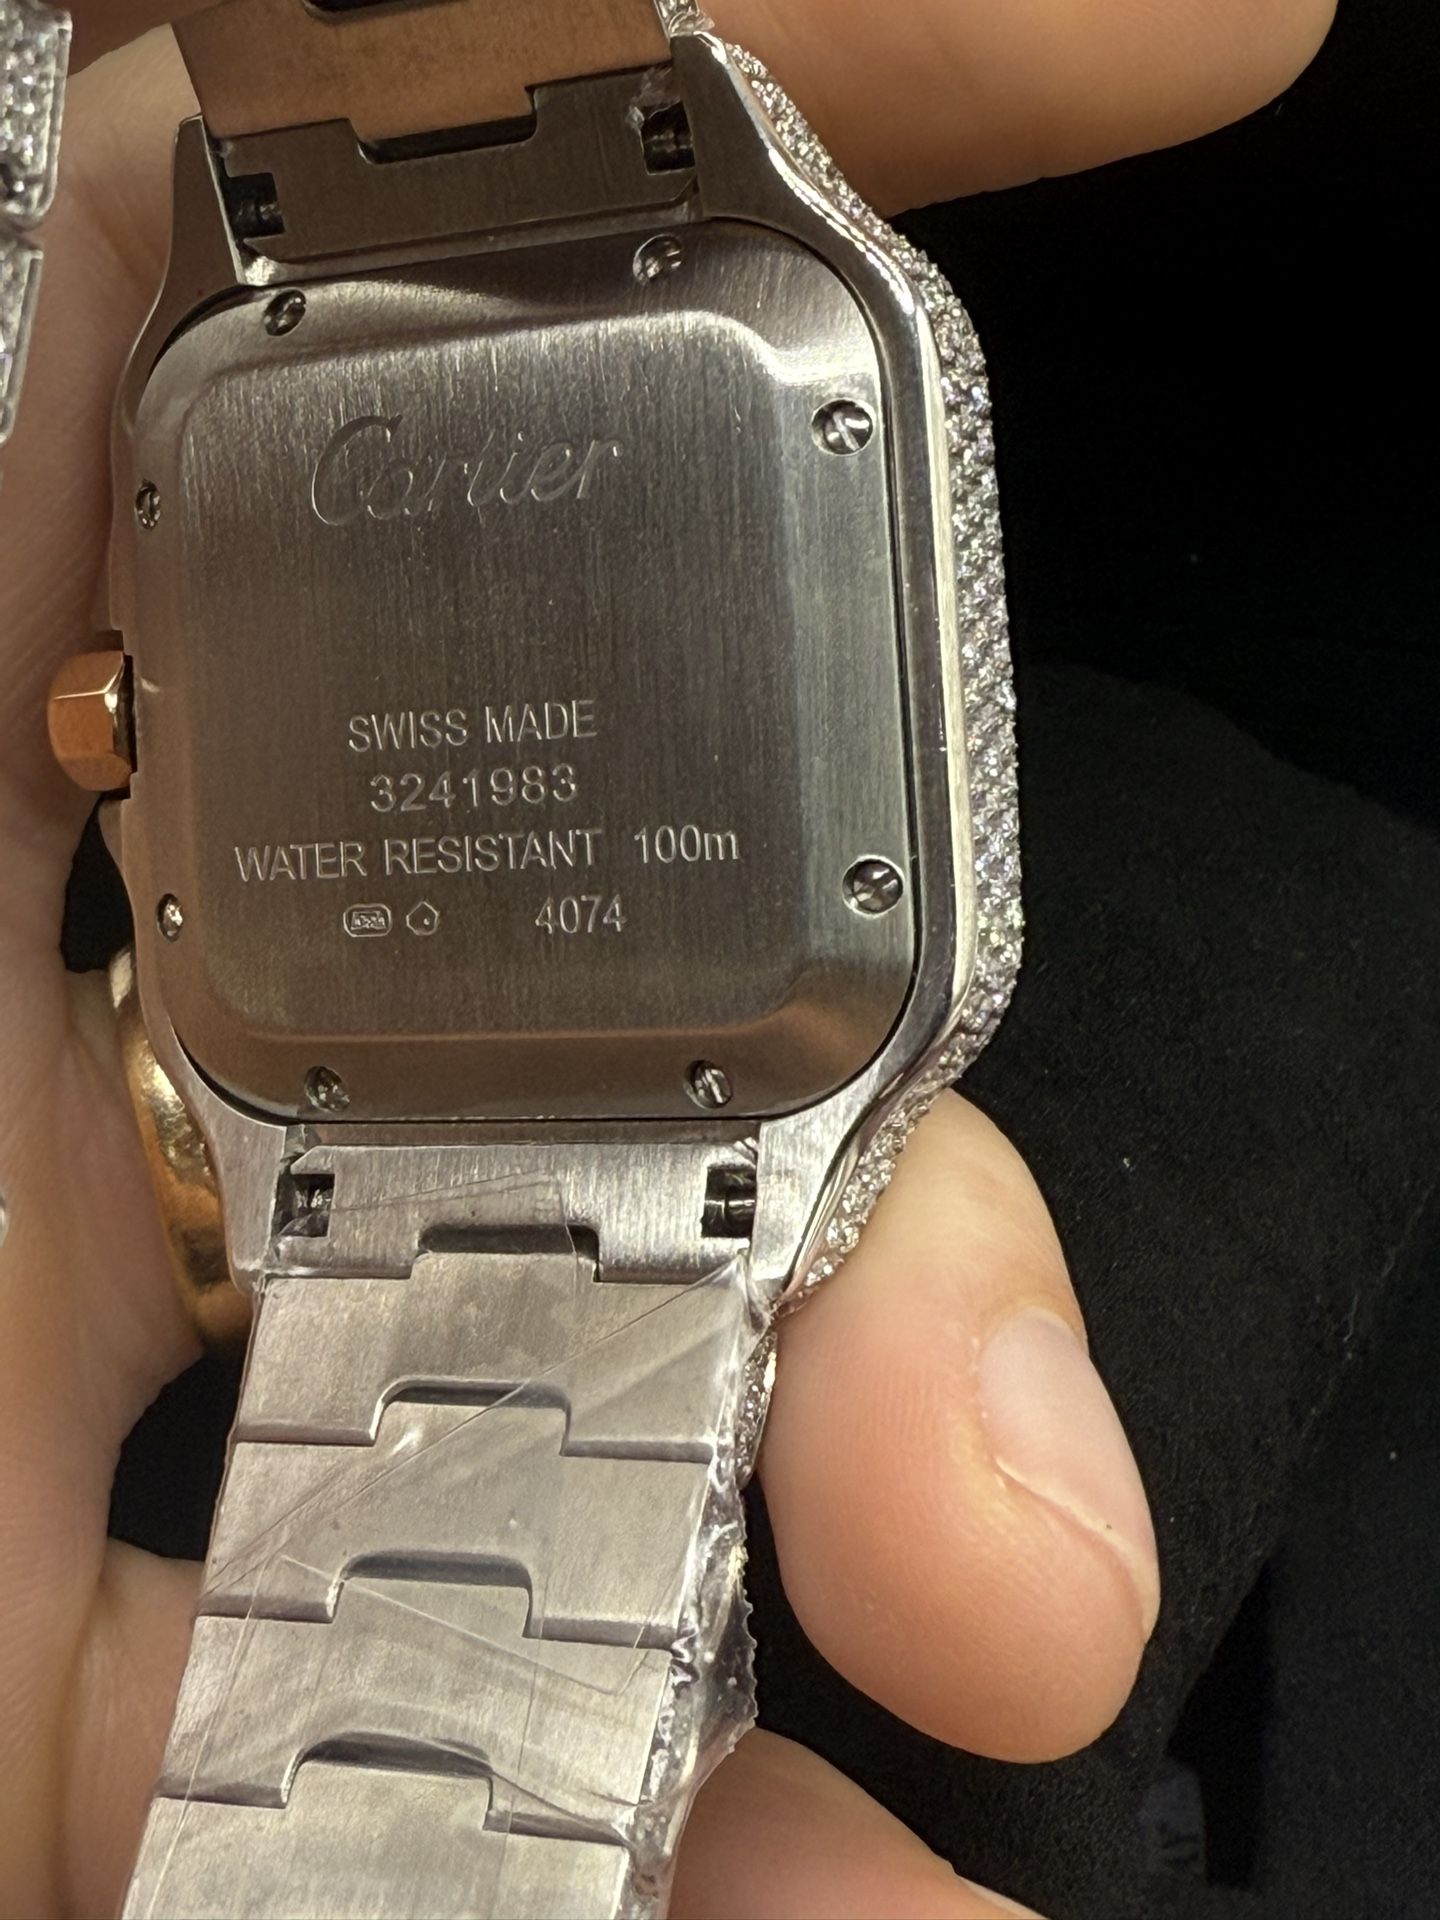 Cartier
SWISS MADE
3241983
WATER RESISTANT 100m
4074